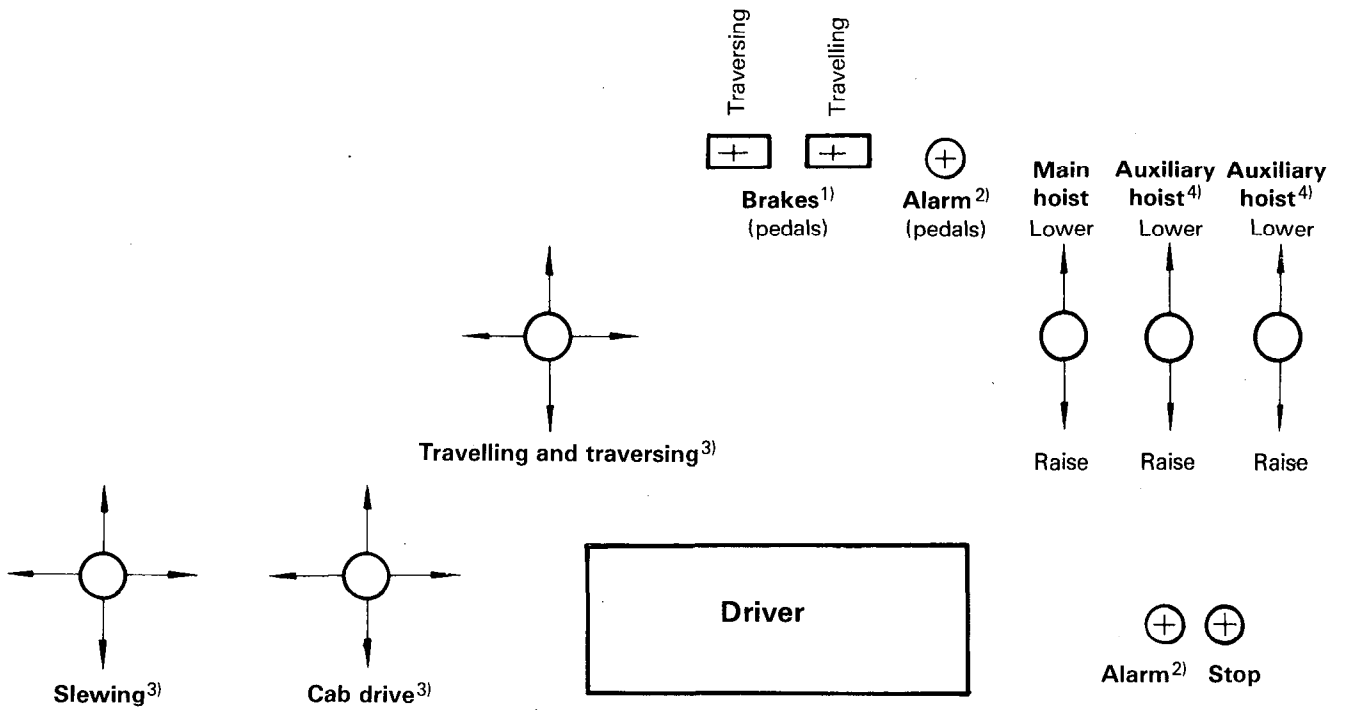 Traversing
Travelling
Brakes1)
(pedals)
Alarm2)
(pedals)
Main
hoist
Lower
Auxiliary
hoist4)
Lower
Auxiliary
hoist4)
Lower
Travelling and traversing3)
Raise
Raise
Raise
Slewing3)
Cab drive3)
Driver
Alarm2)
Stop